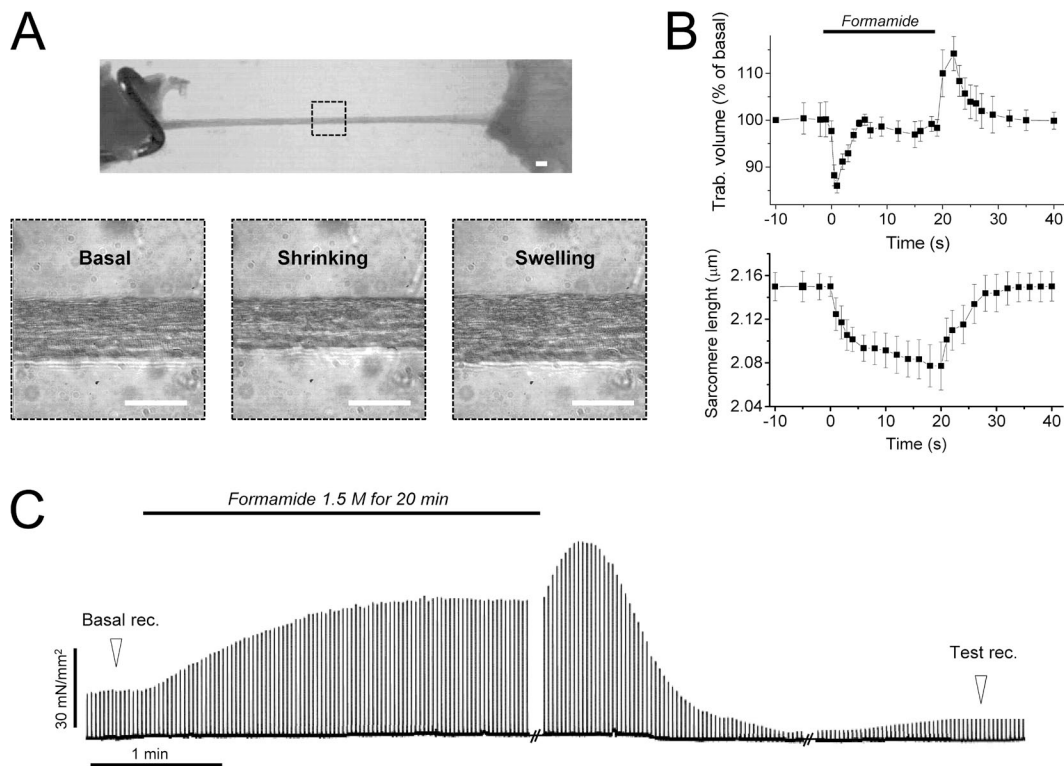 A
Basal
Shrinking
Swelling
B
Formamide
Trab. volume (% of basal)
110
100
90
-10
0
10
20
30
40
Time (s)
Sarcomere lenght (μm)
2.16
2.12
2.08
2.04
-10
0
10
20
30
40
Time (s)
C
Formamide 1.5 M for 20 min
Basal rec.
Test rec.
30 mN/mm²
1 min